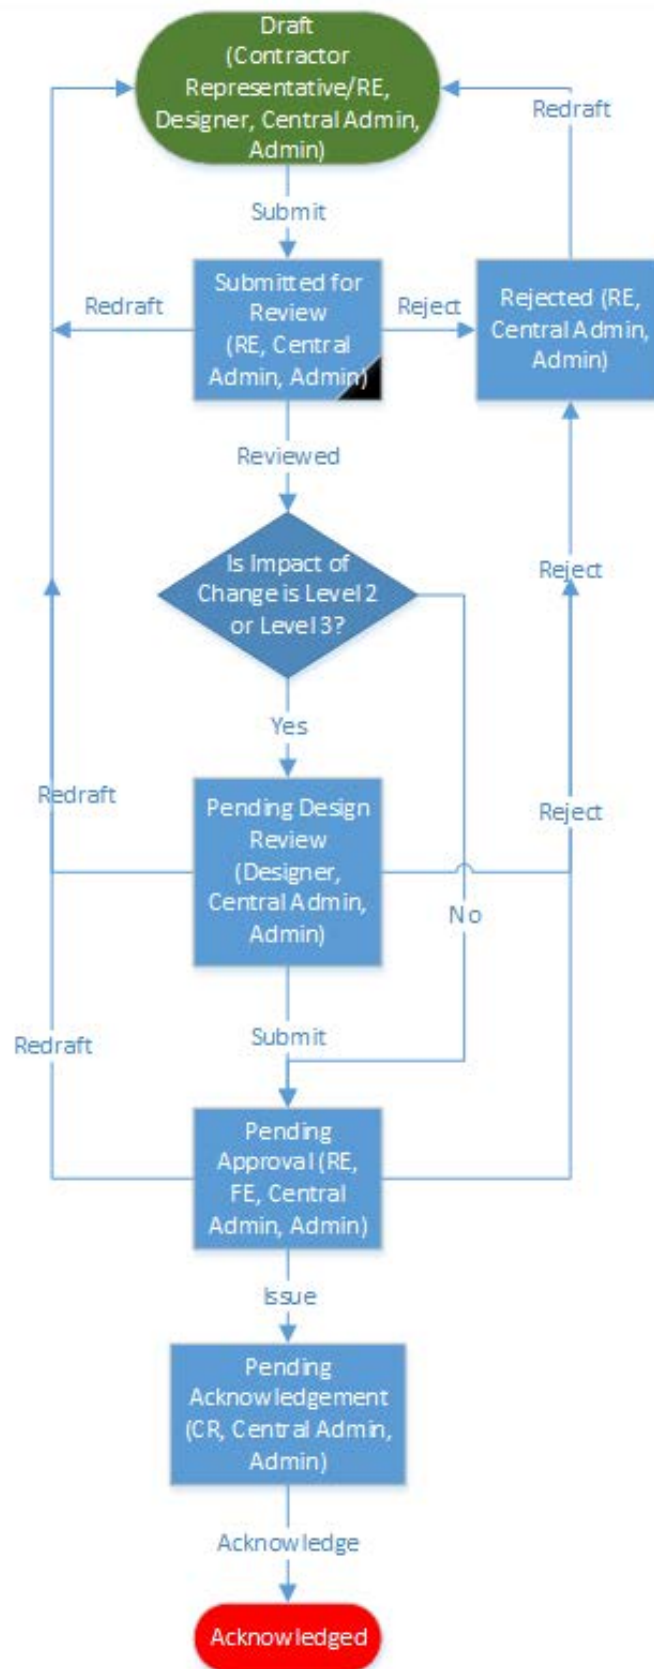 Draft
(Contractor
Representative/RE,
Designer, Central Admin,
Admin)
Redraft
Submit
Submitted for
Review
(RE, Central
Admin, Admin)
Redraft
Reject
Rejected (RE,
Central Admin,
Admin)
Reviewed
Is Impact of
Change is Level 2
or Level 3?
Reject
Yes
Redraft
Pending Design
Review
(Designer,
Central Admin,
Admin)
Reject
No
Submit
Redraft
Pending
Approval (RE,
FE, Central
Admin, Admin)
Issue
Pending
Acknowledgement
(CR, Central Admin,
Admin)
Acknowledge
Acknowledged